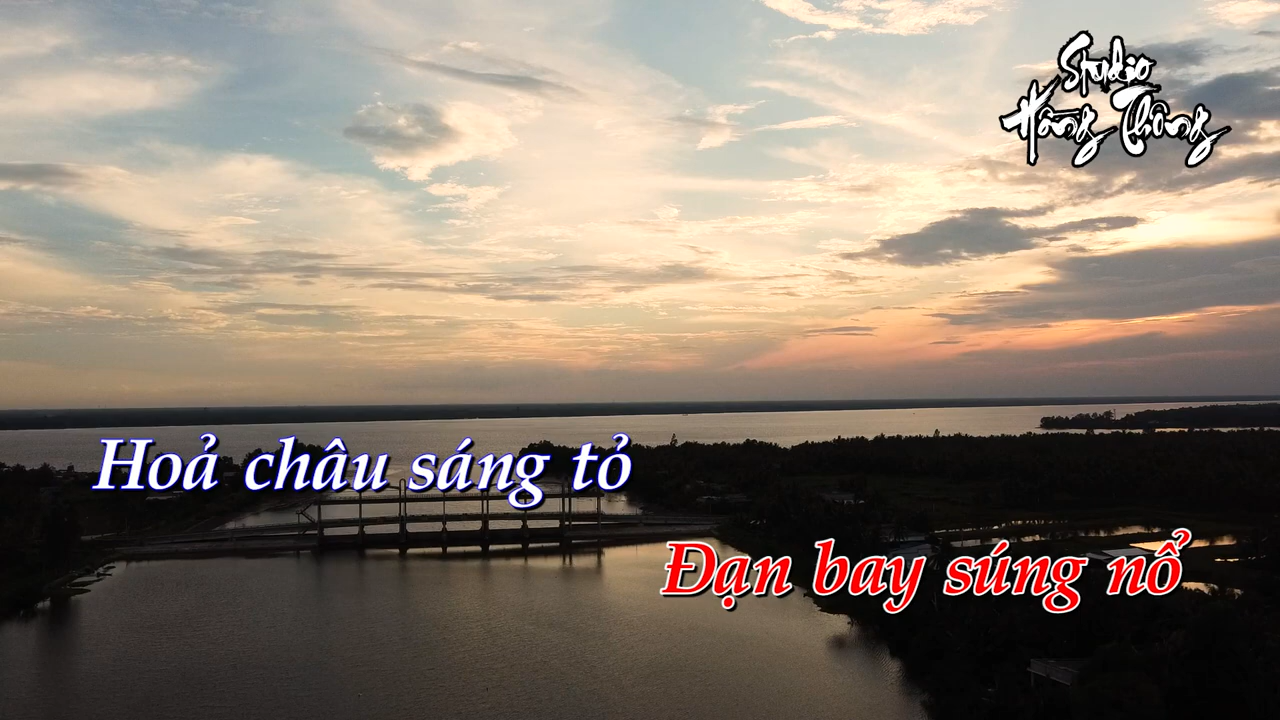 Studio
Hồng Thông
Hoả châu sáng tỏ
Đạn bay súng nổ